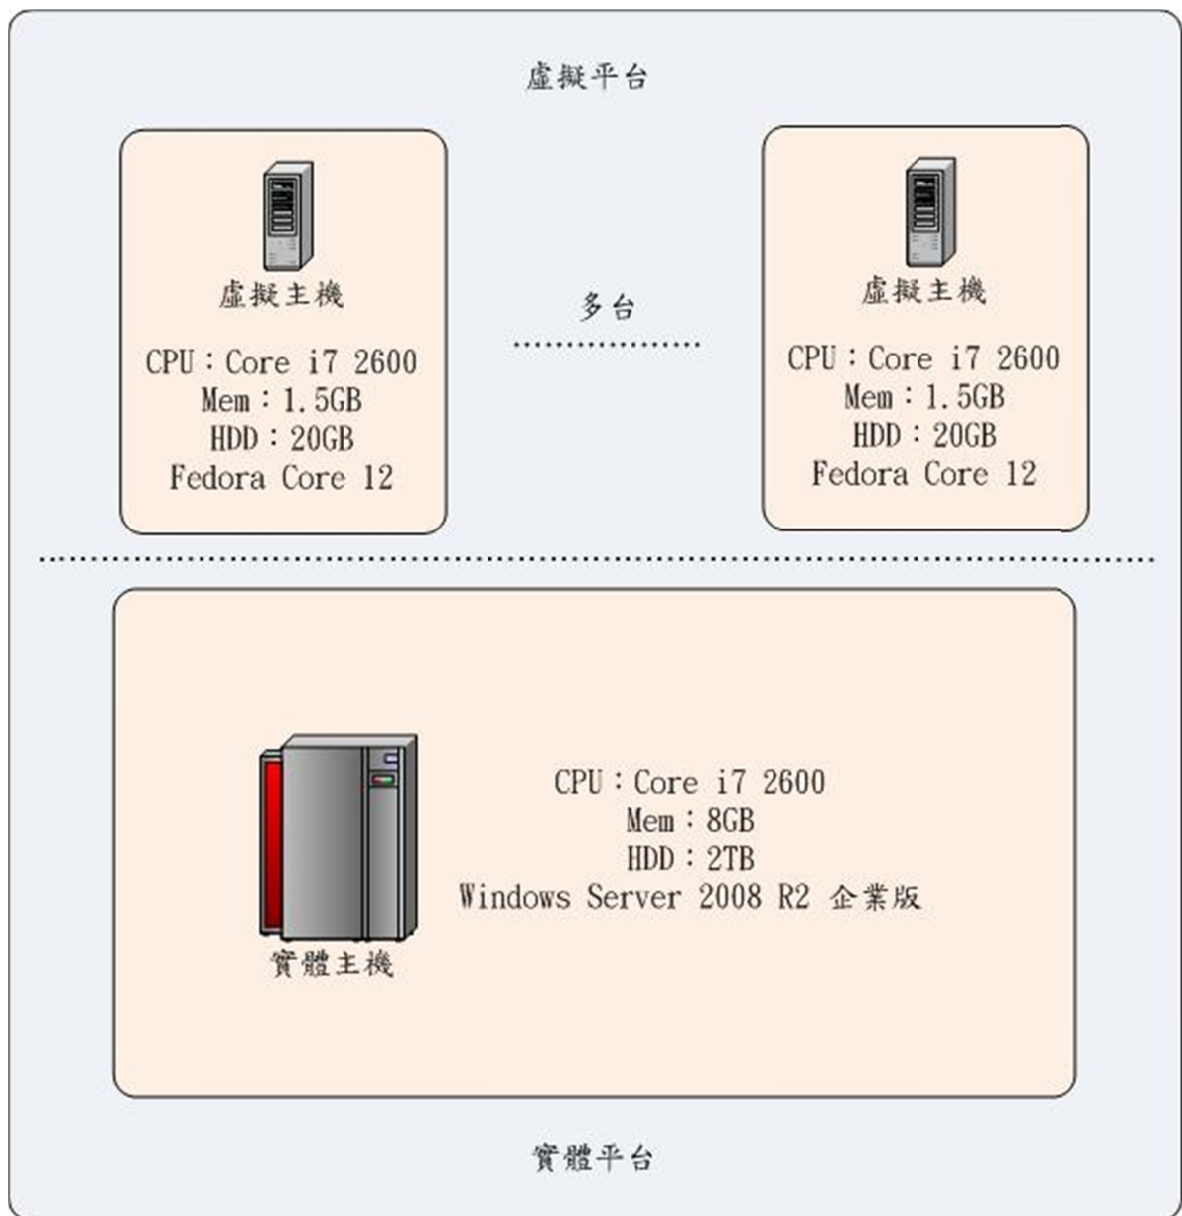 虛擬平台
虛擬主機
CPU：Core i7 2600
Mem：1.5GB
HDD：20GB
Fedora Core 12
多台
虛擬主機
CPU：Core i7 2600
Mem：1.5GB
HDD：20GB
Fedora Core 12
CPU：Core i7 2600
Mem：8GB
HDD：2TB
Windows Server 2008 R2 企業版
實體主機
實體平台